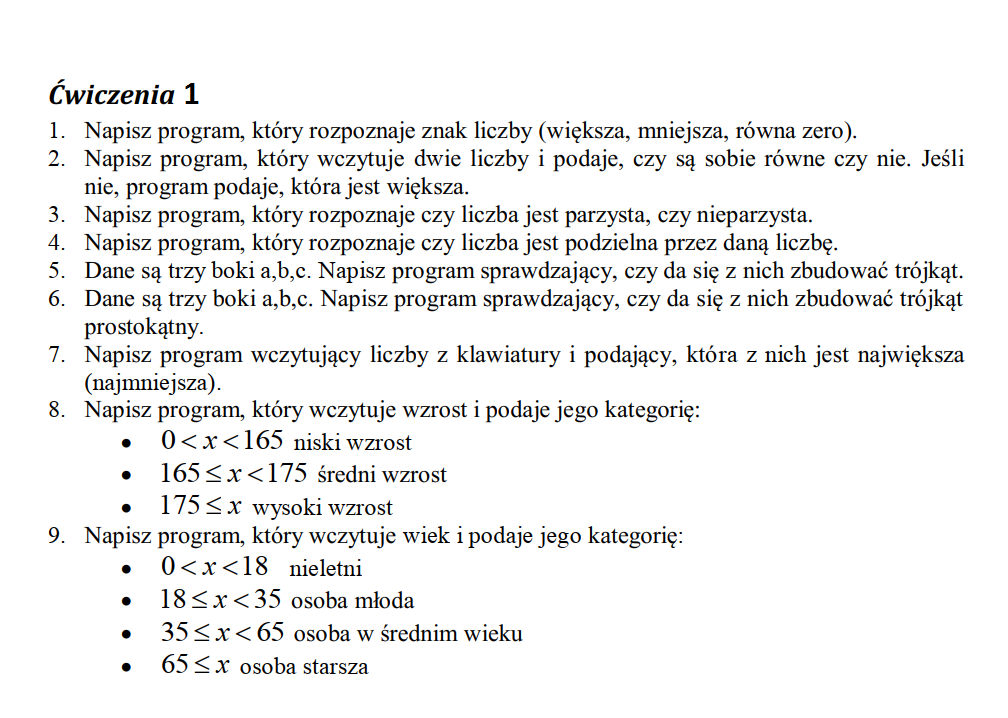 Ćwiczenia 1
1. Napisz program, który rozpoznaje znak liczby (większa, mniejsza, równa zero).
2. Napisz program, który wczytuje dwie liczby i podaje, czy są sobie równe czy nie. Jeśli
nie, program podaje, która jest większa.
3. Napisz program, który rozpoznaje czy liczba jest parzysta, czy nieparzysta.
4. Napisz program, który rozpoznaje czy liczba jest podzielna przez daną liczbę.
5. Dane są trzy boki a,b,c. Napisz program sprawdzający, czy da się z nich zbudować trójkąt.
6. Dane są trzy boki a,b,c. Napisz program sprawdzający, czy da się z nich zbudować trójkąt
prostokątny.
7. Napisz program wczytujący liczby z klawiatury i podający, która z nich jest największa
(najmniejsza).
8. Napisz program, który wczytuje wzrost i podaje jego kategorię:
• 0 < x < 165 niski wzrost
• 165 ≤ x < 175 średni wzrost
• 175 ≤ x wysoki wzrost
9. Napisz program, który wczytuje wiek i podaje jego kategorię:
• 0 < x < 18 nieletni
• 18 ≤ x < 35 osoba młoda
• 35 ≤ x < 65 osoba w średnim wieku
• 65 ≤ x osoba starsza